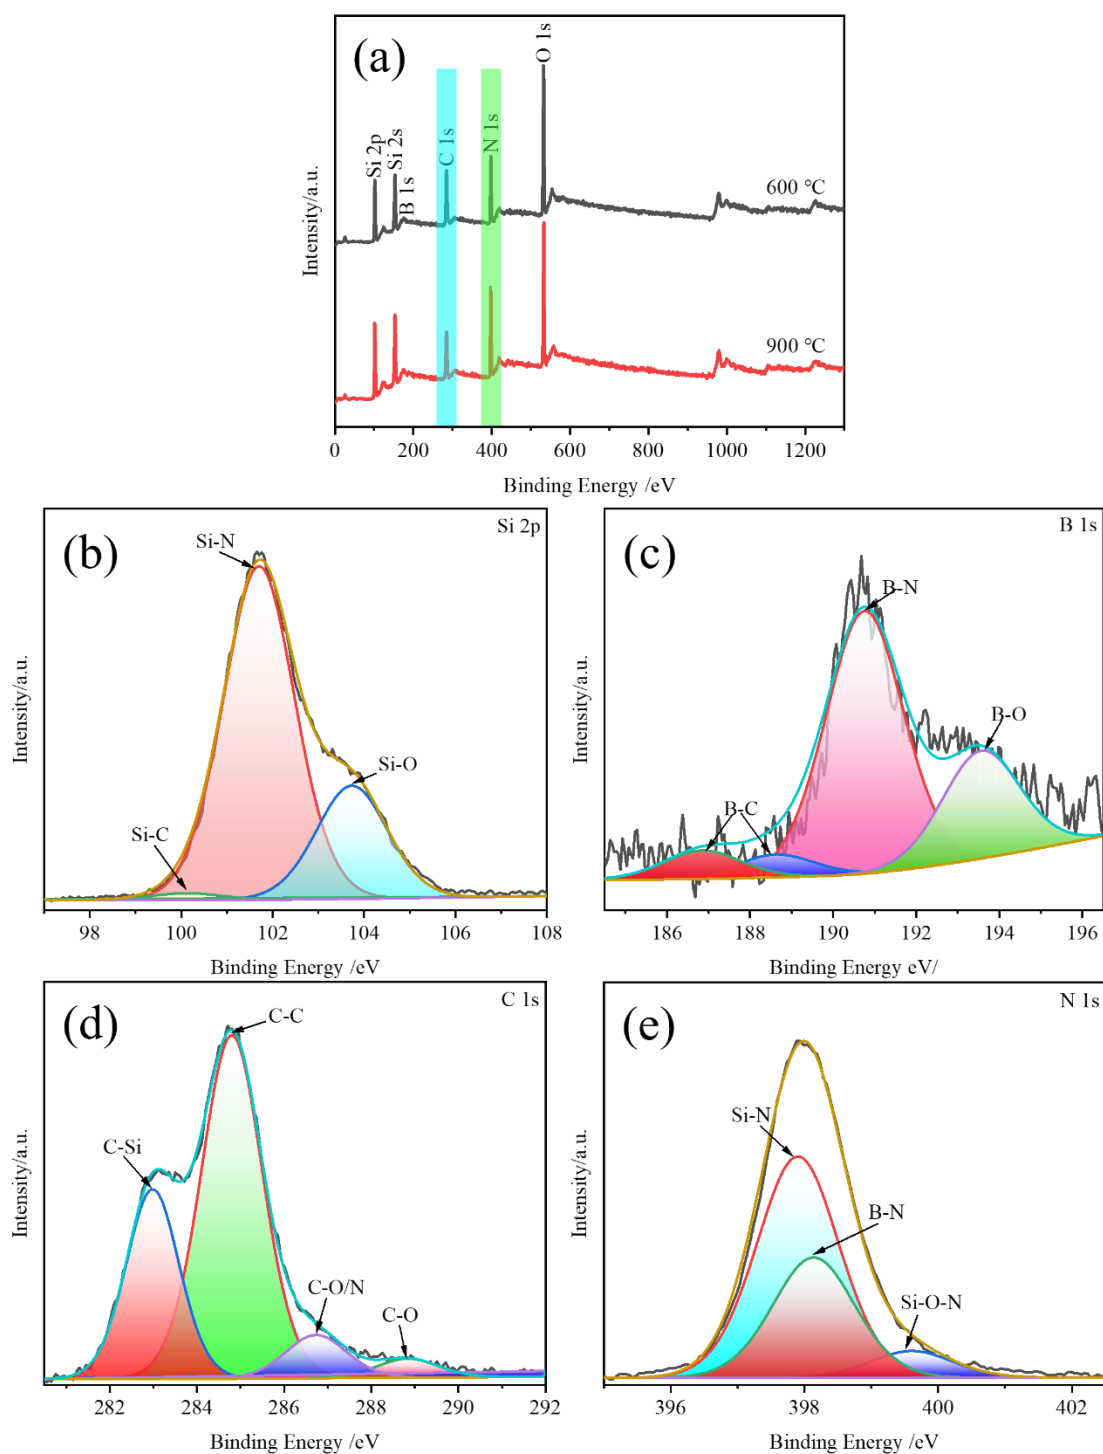 (a)
Si 2p
Si 2s
B 1s
C 1s
N 1s
O 1s
600 °C
900 °C
Intensity/a.u.
0 200 400 600 800 1000 1200
Binding Energy /eV
(b)
Si 2p
Si-N
Si-O
Si-C
Intensity/a.u.
98 100 102 104 106 108
Binding Energy /eV
(c)
B 1s
B-N
B-O
B-C
Intensity/a.u.
186 188 190 192 194 196
Binding Energy eV/
(d)
C 1s
C-C
C-Si
C-O/N
C-O
Intensity/a.u.
282 284 286 288 290 292
Binding Energy /eV
(e)
N 1s
Si-N
B-N
Si-O-N
Intensity/a.u.
396 398 400 402
Binding Energy /eV